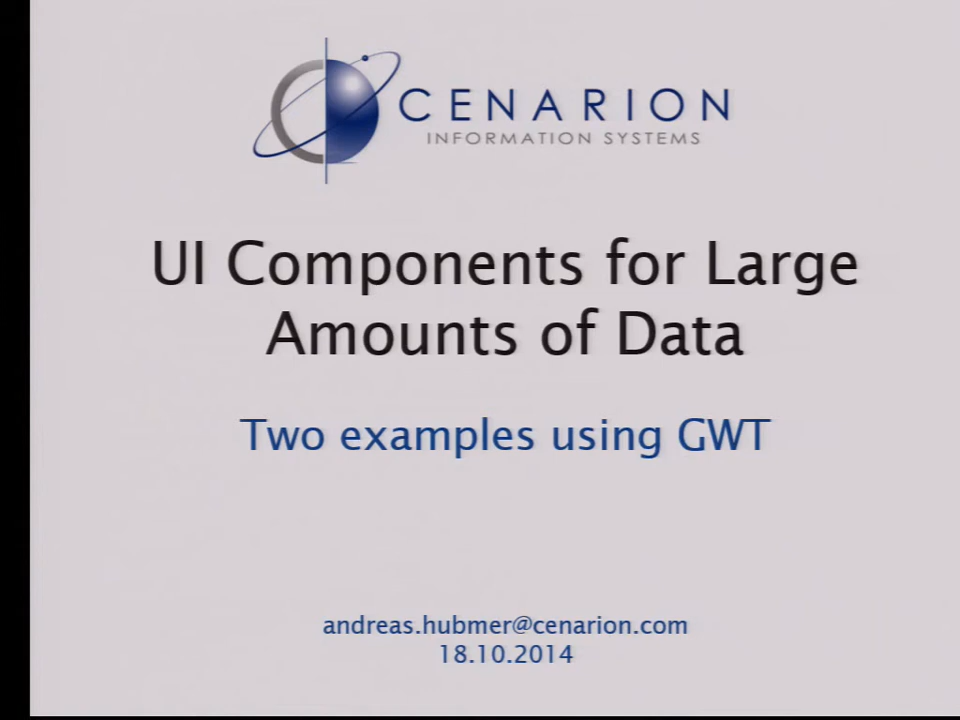 CENARION
INFORMATION SYSTEMS
UI Components for Large
Amounts of Data
Two examples using GWT
andreas.hubmer@cenarion.com
18.10.2014